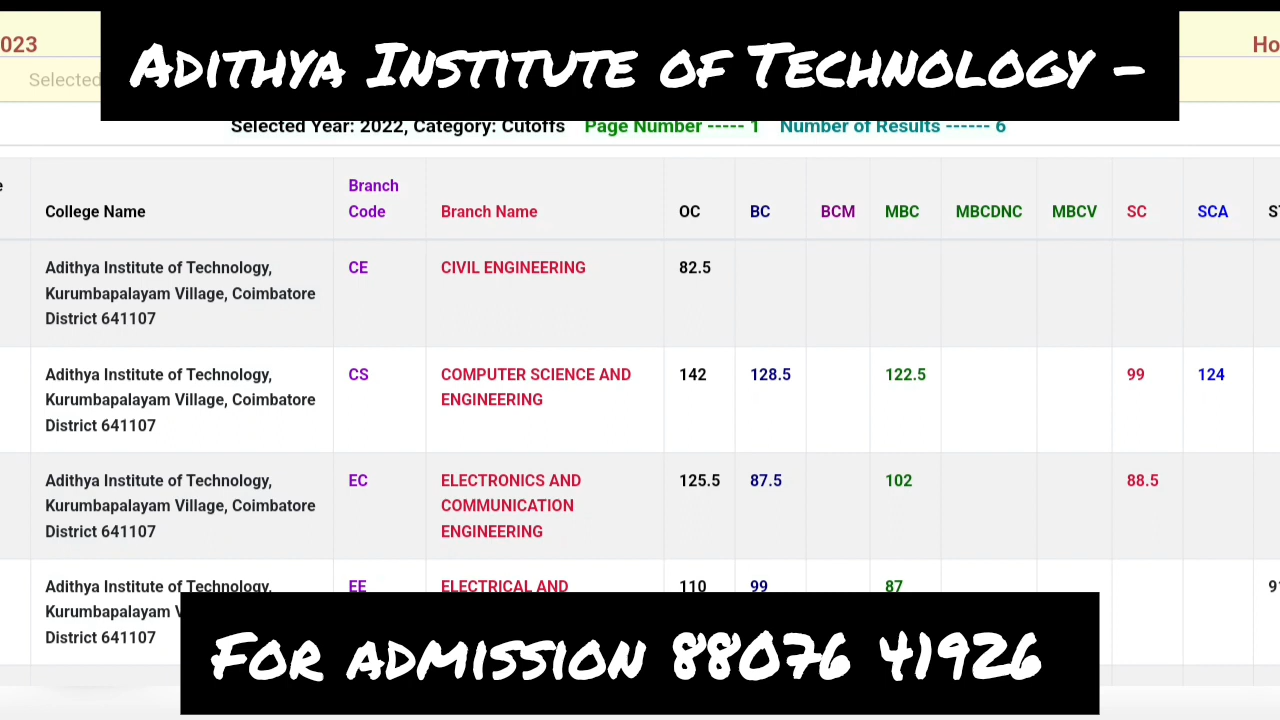 Adithya Institute of Technology -
023
Ho
Selected
Selected Year: 2022, Category: Cutoffs Page Number ----- 1 Number of Results ------ 6
e College Name Branch Code Branch Name OC BC BCM MBC MBCDNC MBCV SC SCA ST
Adithya Institute of Technology, CE CIVIL ENGINEERING 82.5
Kurumbapalayam Village, Coimbatore
District 641107
Adithya Institute of Technology, CS COMPUTER SCIENCE AND 142 128.5 122.5 99 124
Kurumbapalayam Village, Coimbatore ENGINEERING
District 641107
Adithya Institute of Technology, EC ELECTRONICS AND 125.5 87.5 102 88.5
Kurumbapalayam Village, Coimbatore COMMUNICATION
District 641107 ENGINEERING
Adithya Institute of Technology, EE ELECTRICAL AND 110 99 87
Kurumbapalayam V
District 641107
For admission 88076 41926